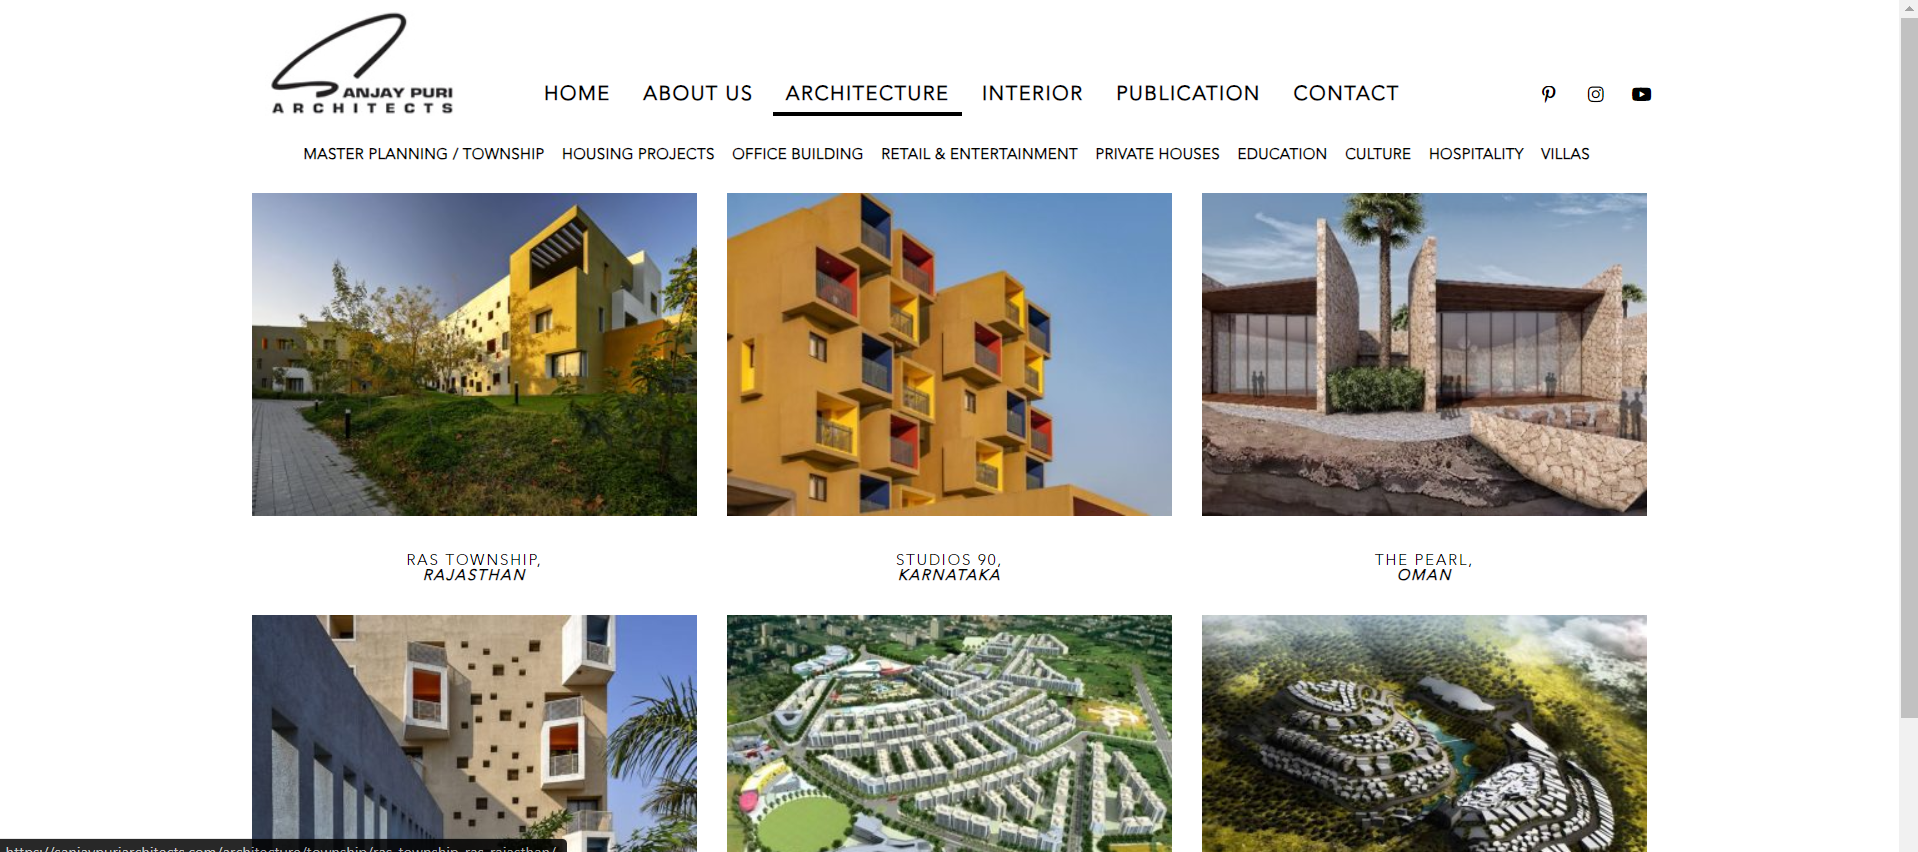 ANJAY PURI
ARCHITECTS
HOME ABOUT US ARCHITECTURE INTERIOR PUBLICATION CONTACT
MASTER PLANNING / TOWNSHIP HOUSING PROJECTS OFFICE BUILDING RETAIL & ENTERTAINMENT PRIVATE HOUSES EDUCATION CULTURE HOSPITALITY VILLAS
RAS TOWNSHIP,
RAJASTHAN
STUDIOS 90,
KARNATAKA
THE PEARL,
OMAN
https://sanjaypuriarchitects.com/architecture/township/ras-township-ras-rajasthan/